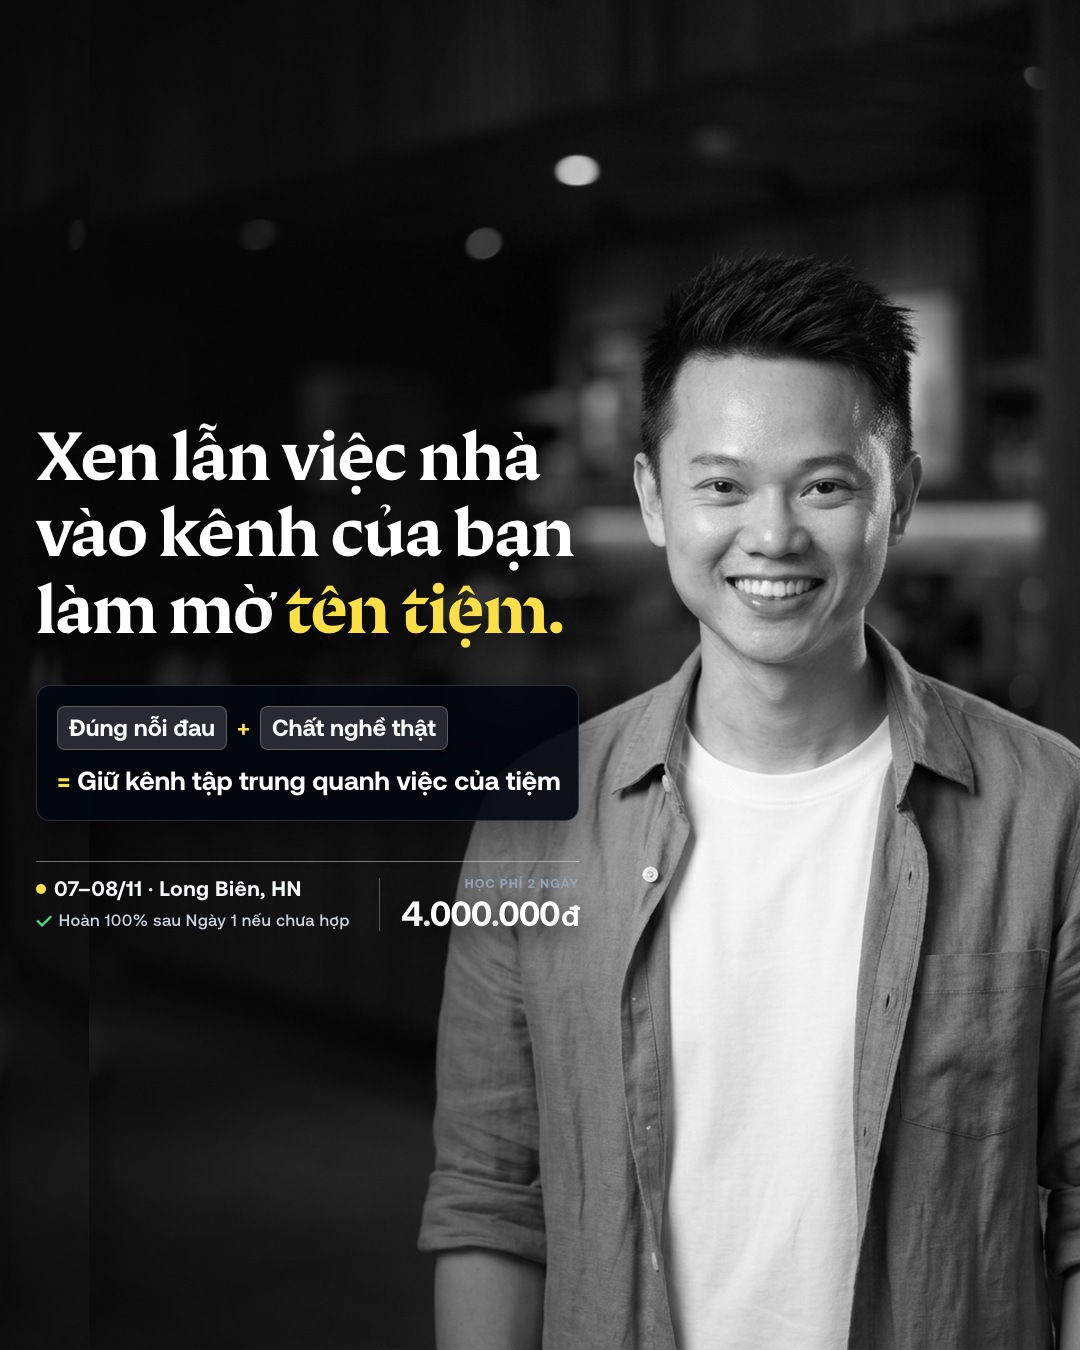 Xen lẫn việc nhà
vào kênh của bạn
làm mờ tên tiệm.
Đúng nỗi đau + Chất nghề thật
= Giữ kênh tập trung quanh việc của tiệm
07–08/11 · Long Biên, HN
Hoàn 100% sau Ngày 1 nếu chưa hợp
HỌC PHÍ 2 NGÀY
4.000.000đ